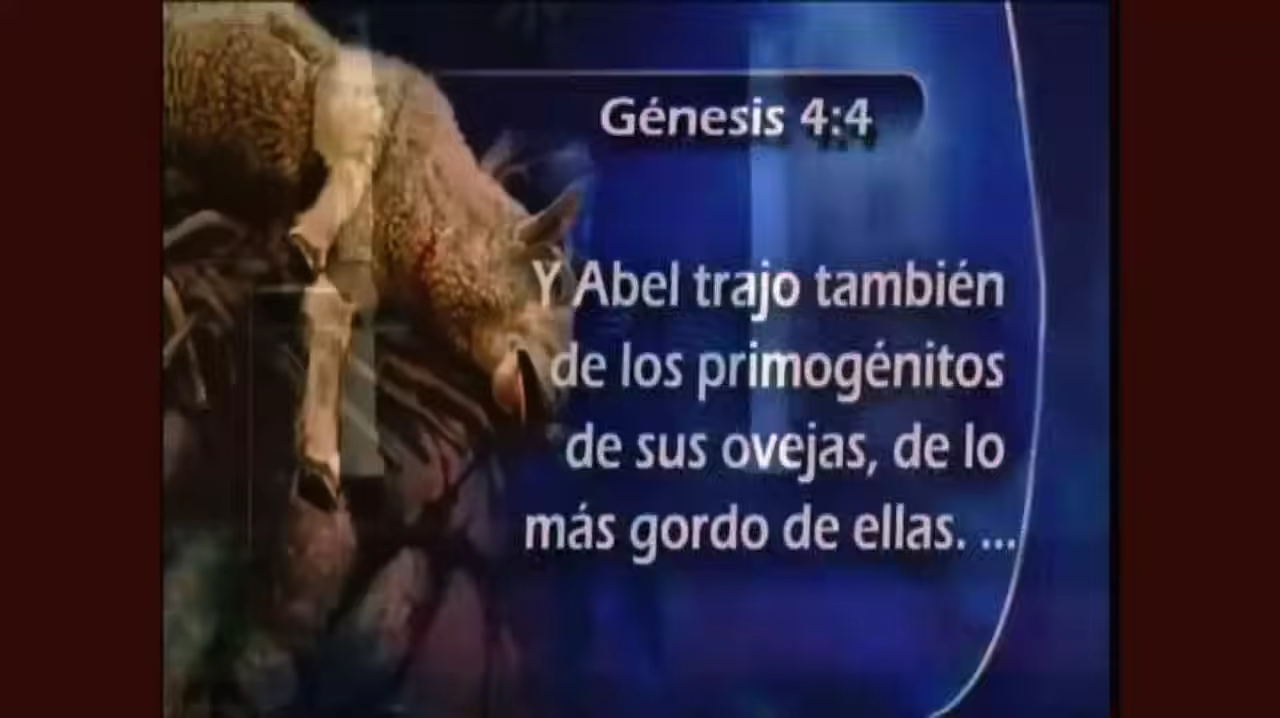 Génesis 4:4
Y Abel trajo también
de los primogénitos
de sus ovejas, de lo
más gordo de ellas. ...